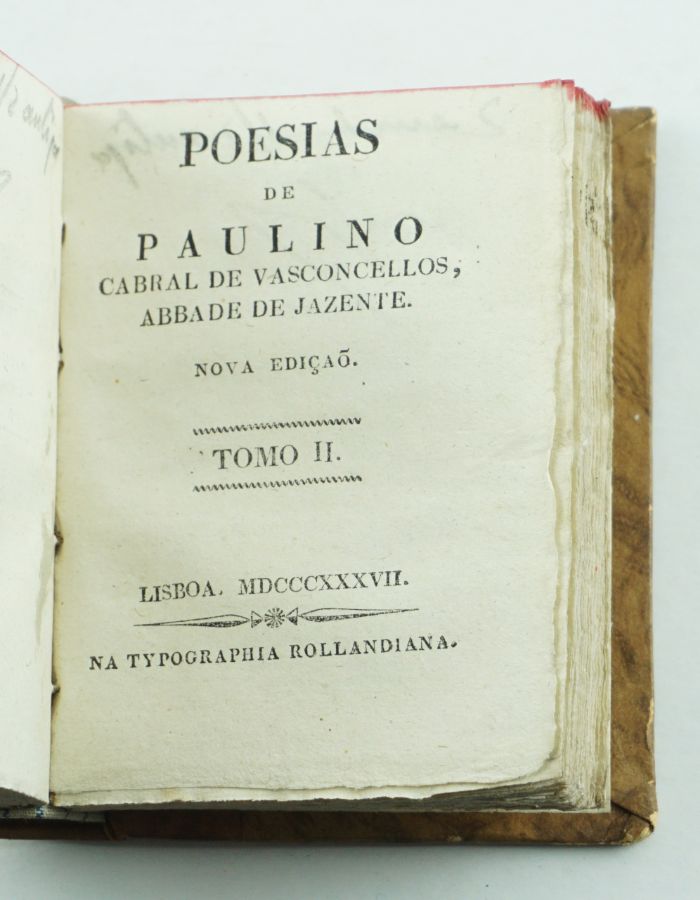 POESIAS
DE
PAULINO
CABRAL DE VASCONCELLOS,
ABBADE DE JAZENTE.
NOVA EDIÇAÕ.
TOMO II.
LISBOA. MDCCCXXXVII.
NA TYPOGRAPHIA ROLLANDIANA.